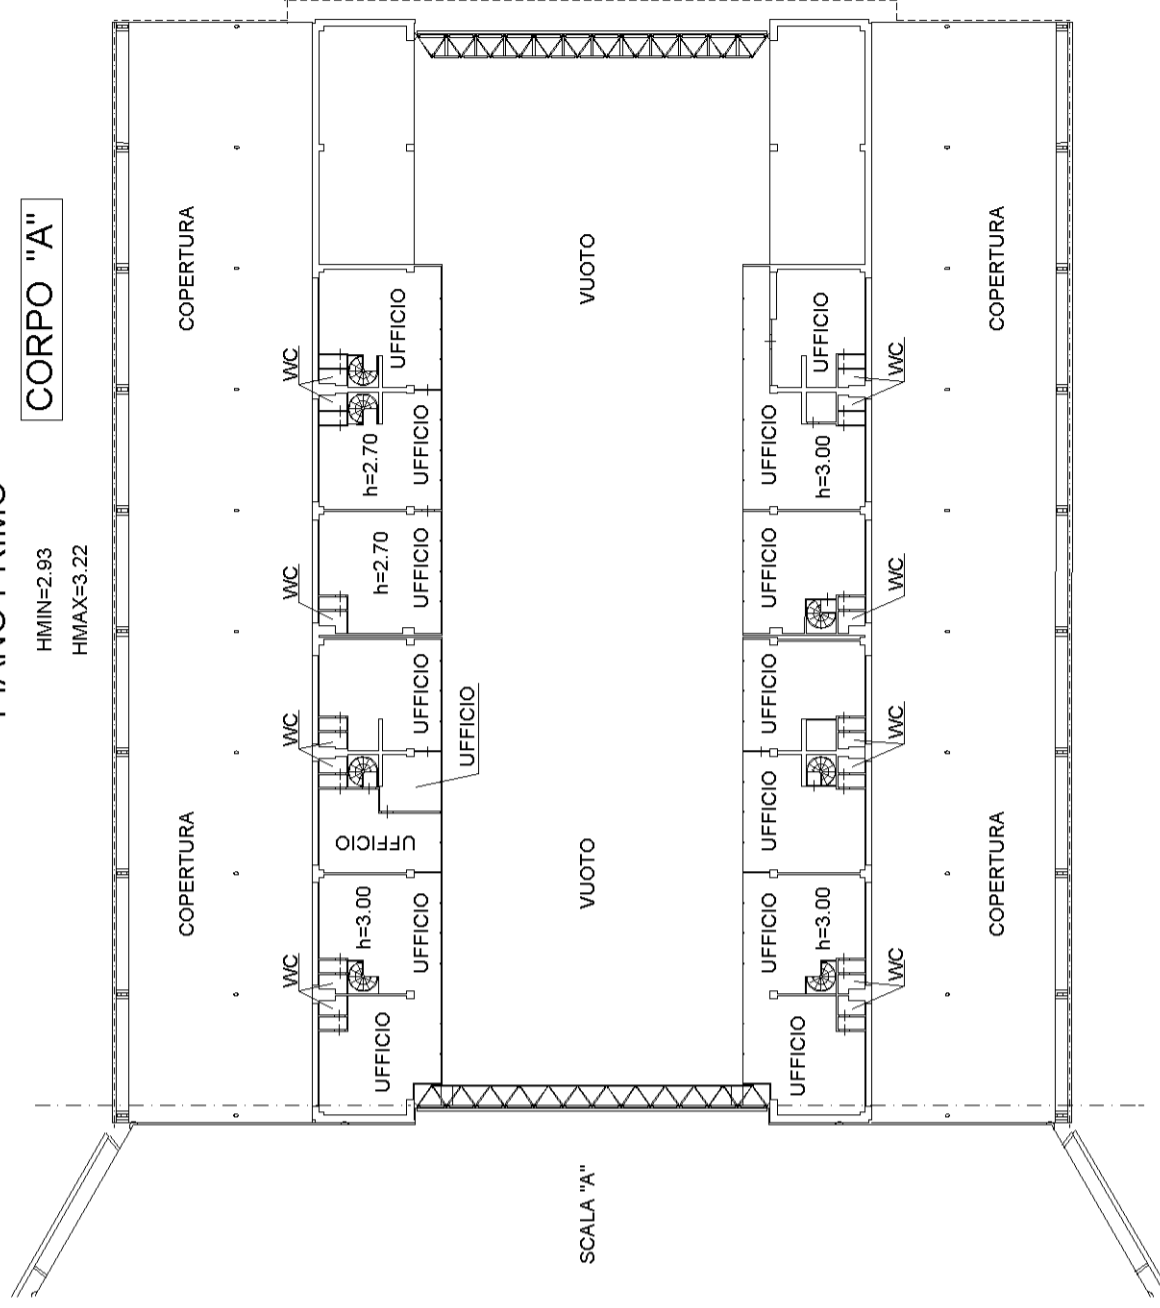 PIANO PRIMO
CORPO "A"
HMIN=2.93
HMAX=3.22
COPERTURA
COPERTURA
WC
WC
WC
WC
UFFICIO
h=3.00
UFFICIO
h=2.70
h=2.70
UFFICIO
UFFICIO
UFFICIO
UFFICIO
UFFICIO
UFFICIO
SCALA "A"
VUOTO
VUOTO
UFFICIO
UFFICIO
UFFICIO
UFFICIO
UFFICIO
UFFICIO
h=3.00
h=3.00
UFFICIO
WC
WC
WC
WC
COPERTURA
COPERTURA